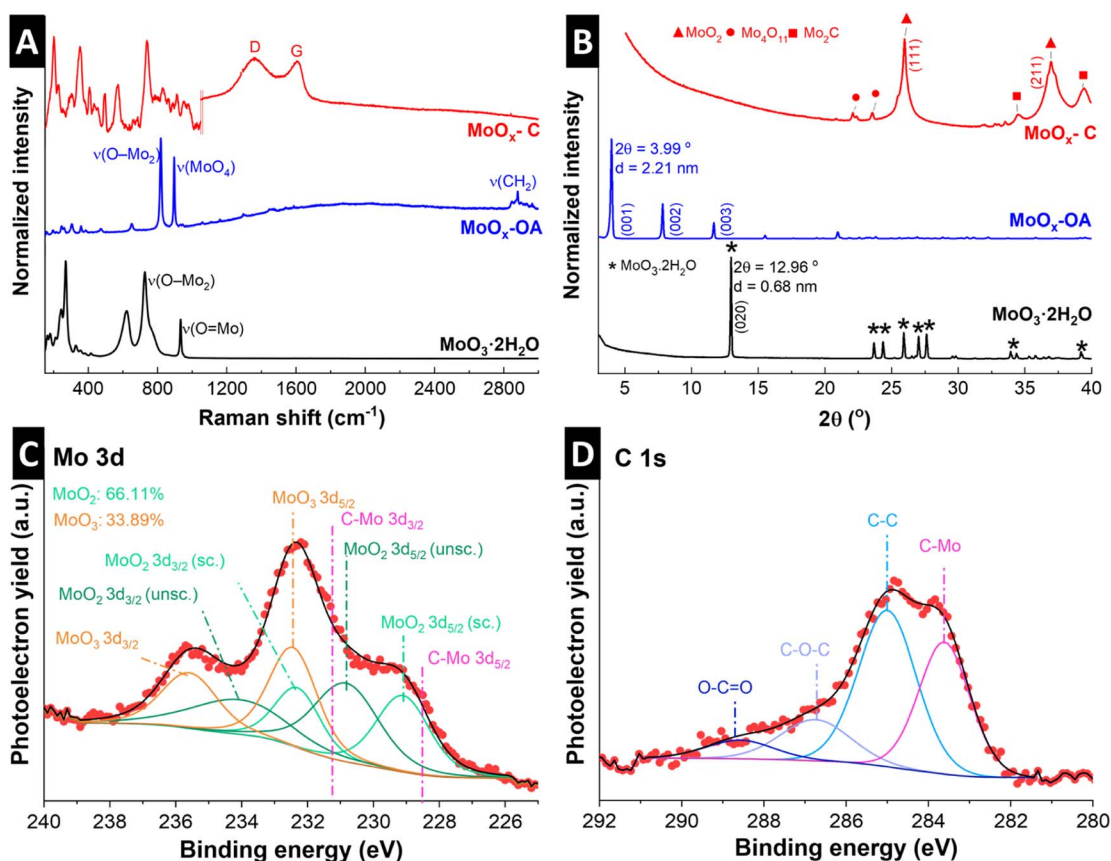 A
D
G
MoOₓ- C
ν(O–Mo₂)
ν(MoO₄)
ν(CH₂)
MoOₓ-OA
ν(O–Mo₂)
ν(O=Mo)
MoO₃·2H₂O
Normalized intensity
400
800
1200
1600
2000
2400
2800
Raman shift (cm⁻¹)
B
MoO₂
Mo₄O₁₁
Mo₂C
(111)
(211)
MoOₓ- C
2θ = 3.99 º
d = 2.21 nm
(001)
(002)
(003)
MoOₓ-OA
* MoO₃.2H₂O
*
2θ = 12.96 º
d = 0.68 nm
(020)
MoO₃·2H₂O
** * ** * *
Normalized intensity
5
10
15
20
25
30
35
40
2θ (º)
C
Mo 3d
MoO₂: 66.11%
MoO₃: 33.89%
MoO₃ 3d₅/₂
C-Mo 3d₃/₂
MoO₂ 3d₅/₂ (unsc.)
MoO₂ 3d₃/₂ (sc.)
MoO₂ 3d₃/₂ (unsc.)
MoO₃ 3d₃/₂
MoO₂ 3d₅/₂ (sc.)
C-Mo 3d₅/₂
Photoelectron yield (a.u.)
240
238
236
234
232
230
228
226
Binding energy (eV)
D
C 1s
C-C
C-Mo
C-O-C
O-C=O
Photoelectron yield (a.u.)
292
290
288
286
284
282
280
Binding energy (eV)